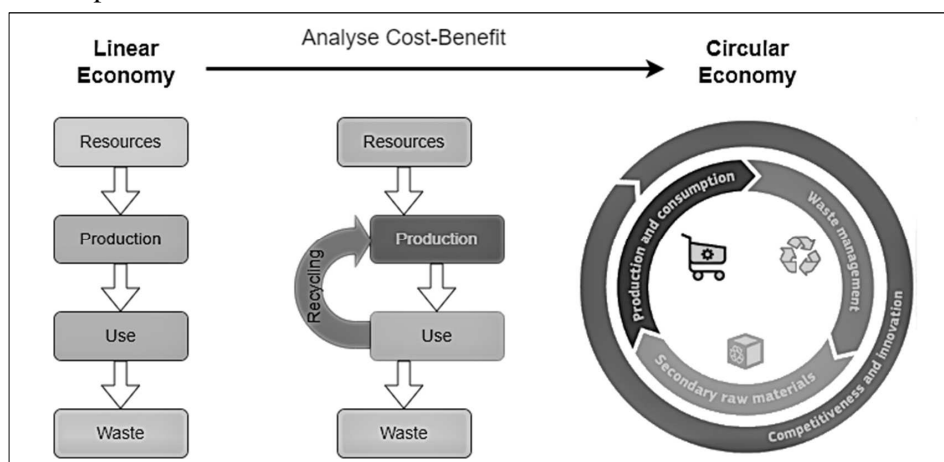 Linear
Economy
Analyse Cost-Benefit
Circular
Economy
Resources
Production
Use
Waste
Resources
Production
Recycling
Use
Waste
Production and consumption
Waste management
Secondary raw materials
Competitiveness and innovation